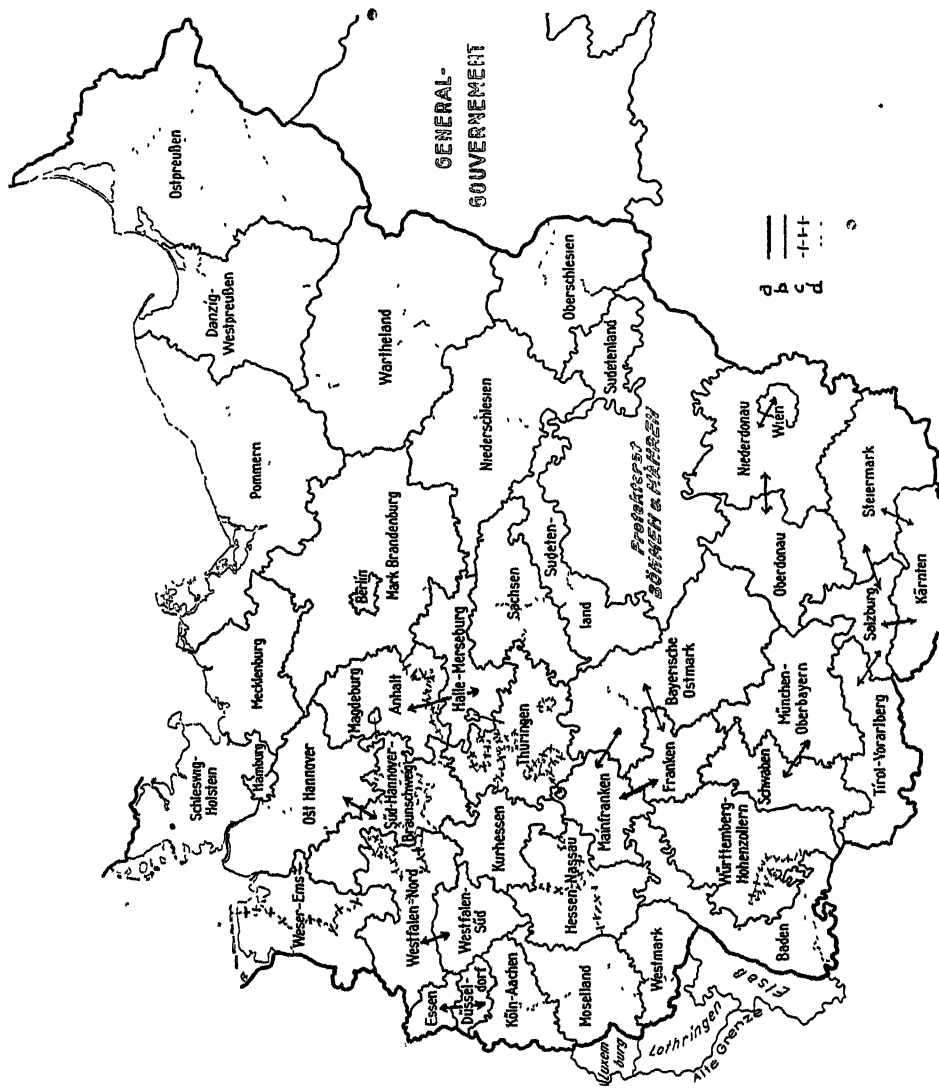 Ostpreußen
GENERAL-
GOUVERNEMENT
Danzig-
Westpreußen
Wartheland
Oberschlesien
Sudetenland
Pommern
Niederschlesien
Protektorat
BÖHMEN u. MÄHREN
Niederdonau
Wien
Steiermark
Mecklenburg
Berlin
Mark Brandenburg
Sachsen
Sudeten-
land
Oberdonau
Salzburg
Kärnten
Schleswig-
Holstein
Hamburg
Ost Hannover
Magdeburg
Anhalt
Halle-Merseburg
Thüringen
Bayerische
Ostmark
München-
Oberbayern
Tirol-Vorarlberg
Weser-Ems
Süd-Hannover-
Braunschweig
Kurhessen
Mainfranken
Franken
Schwaben
Westfalen-Nord
Westfalen-
Süd
Hessen-Nassau
Württemberg-
Hohenzollern
Essen
Düssel-
dorf
Köln-Aachen
Moselland
Westmark
Baden
Luxem
burg
Lothringen
Elsaß
Alte Grenze
a
b
c
d